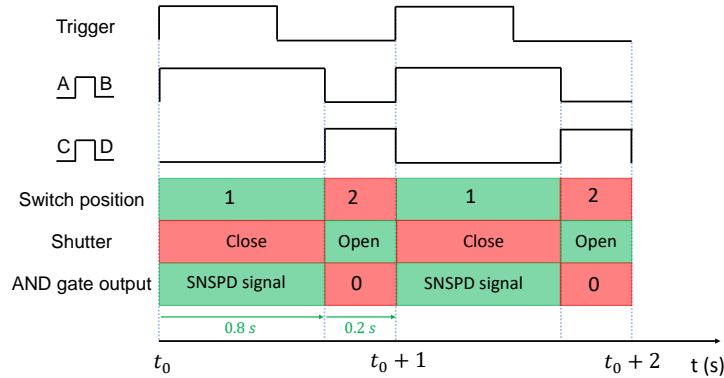 Trigger
A B
C D
Switch position 1 2 1 2
Shutter Close Open Close Open
AND gate output SNSPD signal 0 SNSPD signal 0
0.8 s 0.2 s
t₀ t₀ + 1 t₀ + 2 t (s)